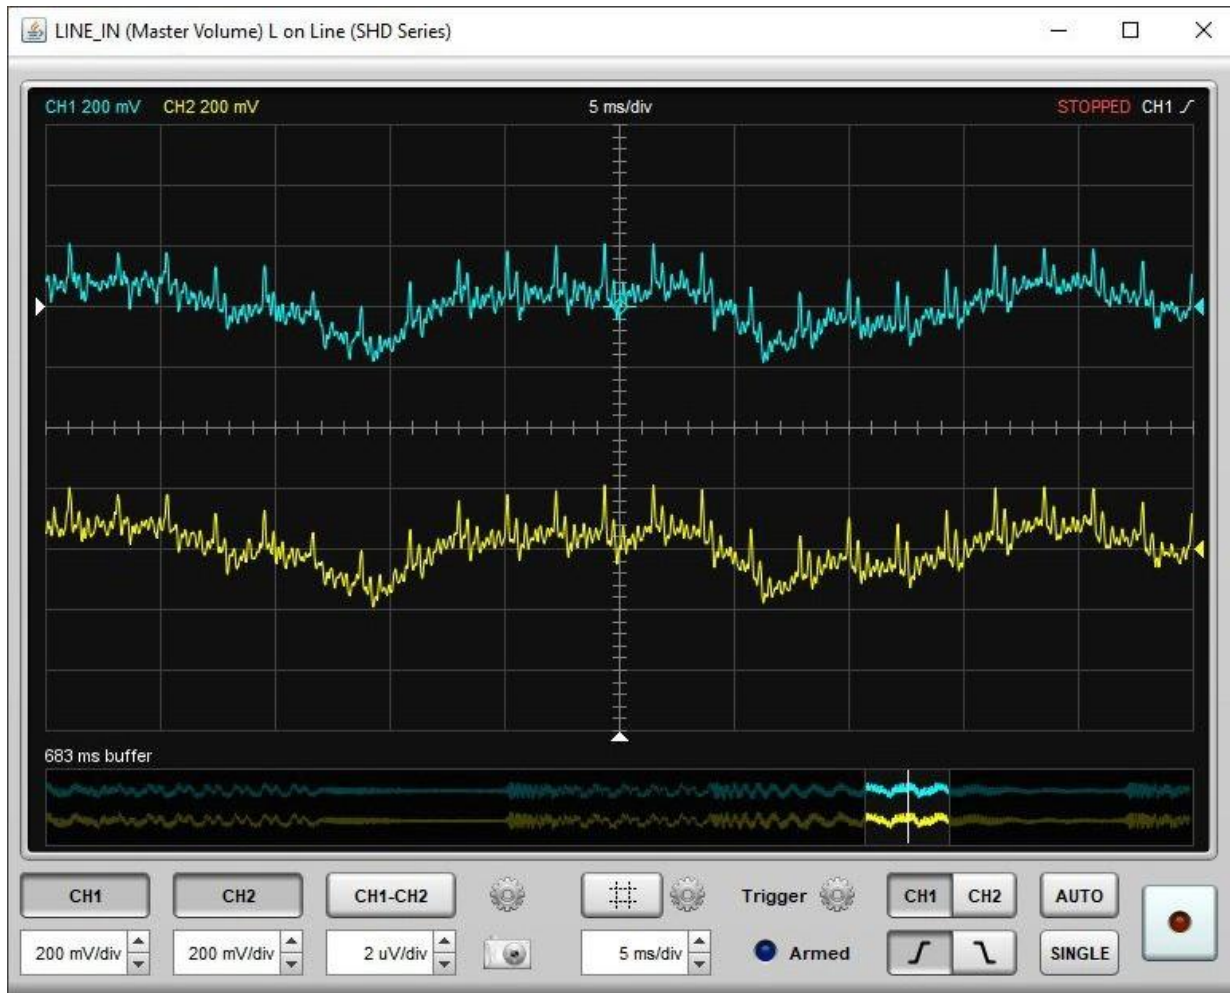 LINE_IN (Master Volume) L on Line (SHD Series)
CH1 200 mV CH2 200 mV 5 ms/div STOPPED CH1
683 ms buffer
CH1 CH2 CH1-CH2 Trigger CH1 CH2 AUTO
200 mV/div 200 mV/div 2 uV/div 5 ms/div Armed SINGLE